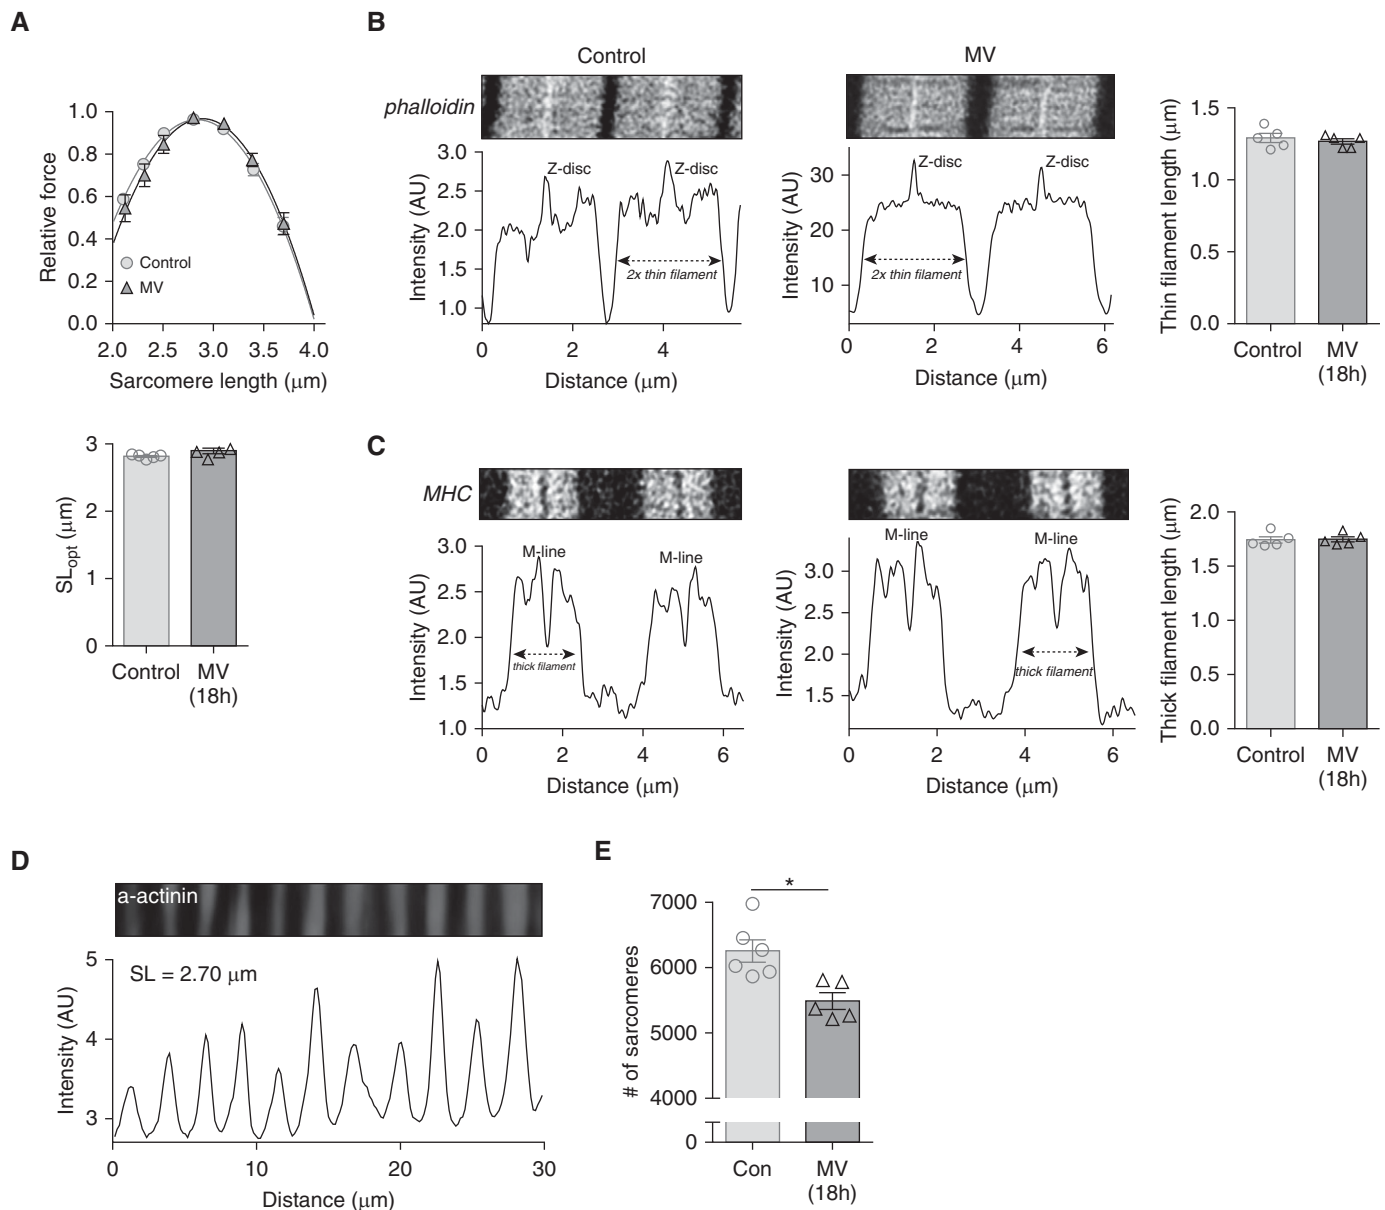 A
Relative force
1.0
0.8
0.6
0.4
0.2
0.0
Control
MV
2.0 2.5 3.0 3.5 4.0
Sarcomere length (μm)
SLopt (μm)
3
2
1
0
Control MV
(18h)
B
Control MV
phalloidin
Intensity (AU)
3.0
2.5
2.0
1.5
1.0
Z-disc Z-disc
2x thin filament
0 2 4
Distance (μm)
Intensity (AU)
30
20
10
Z-disc Z-disc
2x thin filament
0 2 4 6
Distance (μm)
Thin filament length (μm)
1.5
1.0
0.5
0.0
Control MV
(18h)
C
MHC
Intensity (AU)
3.0
2.5
2.0
1.5
1.0
M-line M-line
thick filament
0 2 4 6
Distance (μm)
Intensity (AU)
3.0
2.5
2.0
1.5
M-line M-line
thick filament
0 2 4 6
Distance (μm)
Thick filament length (μm)
2.0
1.5
1.0
0.5
0.0
Control MV
(18h)
D
a-actinin
Intensity (AU)
5
4
3
SL = 2.70 μm
0 10 20 30
Distance (μm)
E
# of sarcomeres
7000
6000
5000
4000
0
*
Con MV
(18h)